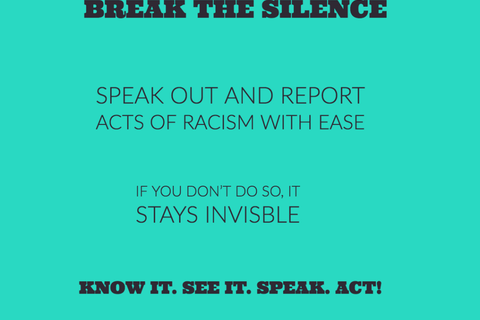 BREAK THE SILENCE
SPEAK OUT AND REPORT
ACTS OF RACISM WITH EASE
IF YOU DON'T DO SO, IT
STAYS INVISBLE
KNOW IT. SEE IT. SPEAK. ACT!